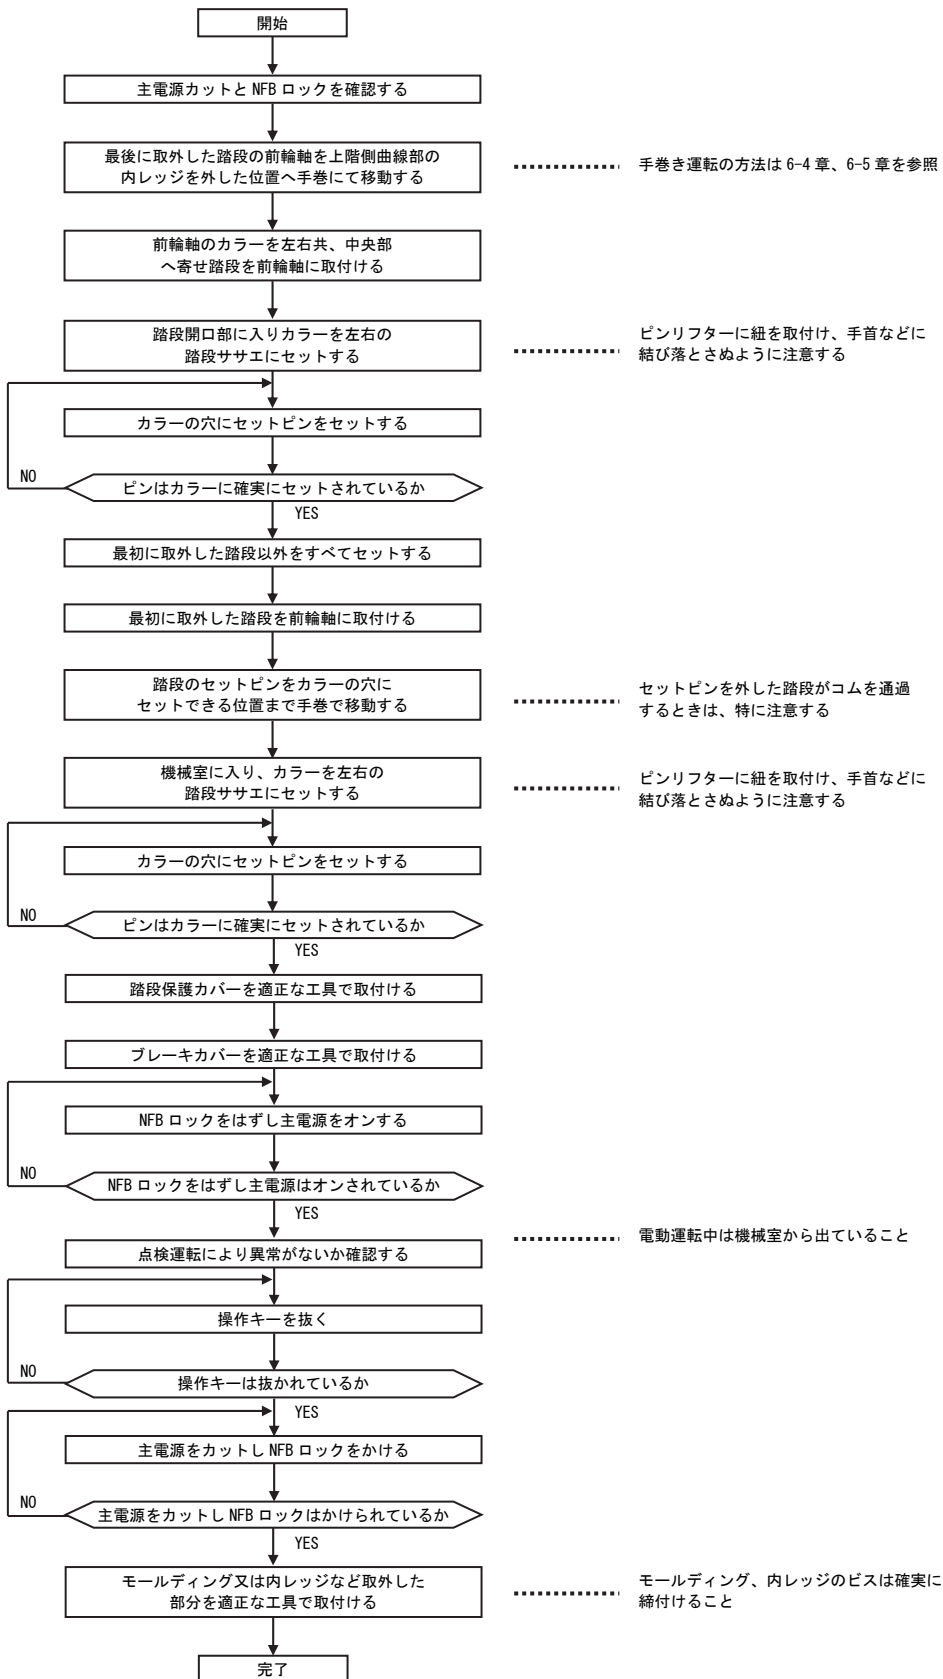 開始
主電源カットと NFB ロックを確認する
最後に取外した踏段の前輪軸を上階側曲線部の
内レッジを外した位置へ手巻にて移動する
手巻き運転の方法は 6-4 章、6-5 章を参照
前輪軸のカラーを左右共、中央部
へ寄せ踏段を前輪軸に取付ける
踏段開口部に入りカラーを左右の
踏段ササエにセットする
ピンリフターに紐を取付け、手首などに
結び落とさぬように注意する
カラーの穴にセットピンをセットする
NO
ピンはカラーに確実にセットされているか
YES
最初に取外した踏段以外をすべてセットする
最初に取外した踏段を前輪軸に取付ける
踏段のセットピンをカラーの穴に
セットできる位置まで手巻で移動する
セットピンを外した踏段がコムを通過
するときは、特に注意する
機械室に入り、カラーを左右の
踏段ササエにセットする
ピンリフターに紐を取付け、手首などに
結び落とさぬように注意する
カラーの穴にセットピンをセットする
NO
ピンはカラーに確実にセットされているか
YES
踏段保護カバーを適正な工具で取付ける
ブレーキカバーを適正な工具で取付ける
NFB ロックをはずし主電源をオンする
NO
NFB ロックをはずし主電源はオンされているか
YES
点検運転により異常がないか確認する
電動運転中は機械室から出ていること
操作キーを抜く
NO
操作キーは抜かれているか
YES
主電源をカットし NFB ロックをかける
NO
主電源をカットし NFB ロックはかけられているか
YES
モールディング又は内レッジなど取外した
部分を適正な工具で取付ける
モールディング、内レッジのビスは確実に
締付けること
完了